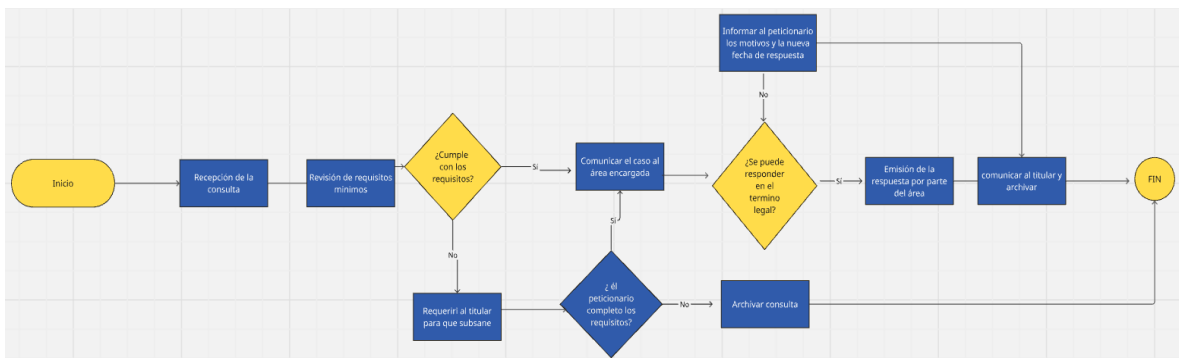 Informar al peticionario
los motivos y la nueva
fecha de respuesta
No
Inicio
Recepción de la
consulta
Revisión de requisitos
mínimos
¿Cumple
con los
requisitos?
Si
Comunicar el caso al
área encargada
¿Se puede
responder
en el
termino
legal?
Sí
Emisión de la
respuesta por parte
del área
comunicar al titular y
archivar
FIN
No
Sí
Requerirl al titular
para que subsane
¿ él
peticionario
completo los
requisitos?
No
Archivar consulta